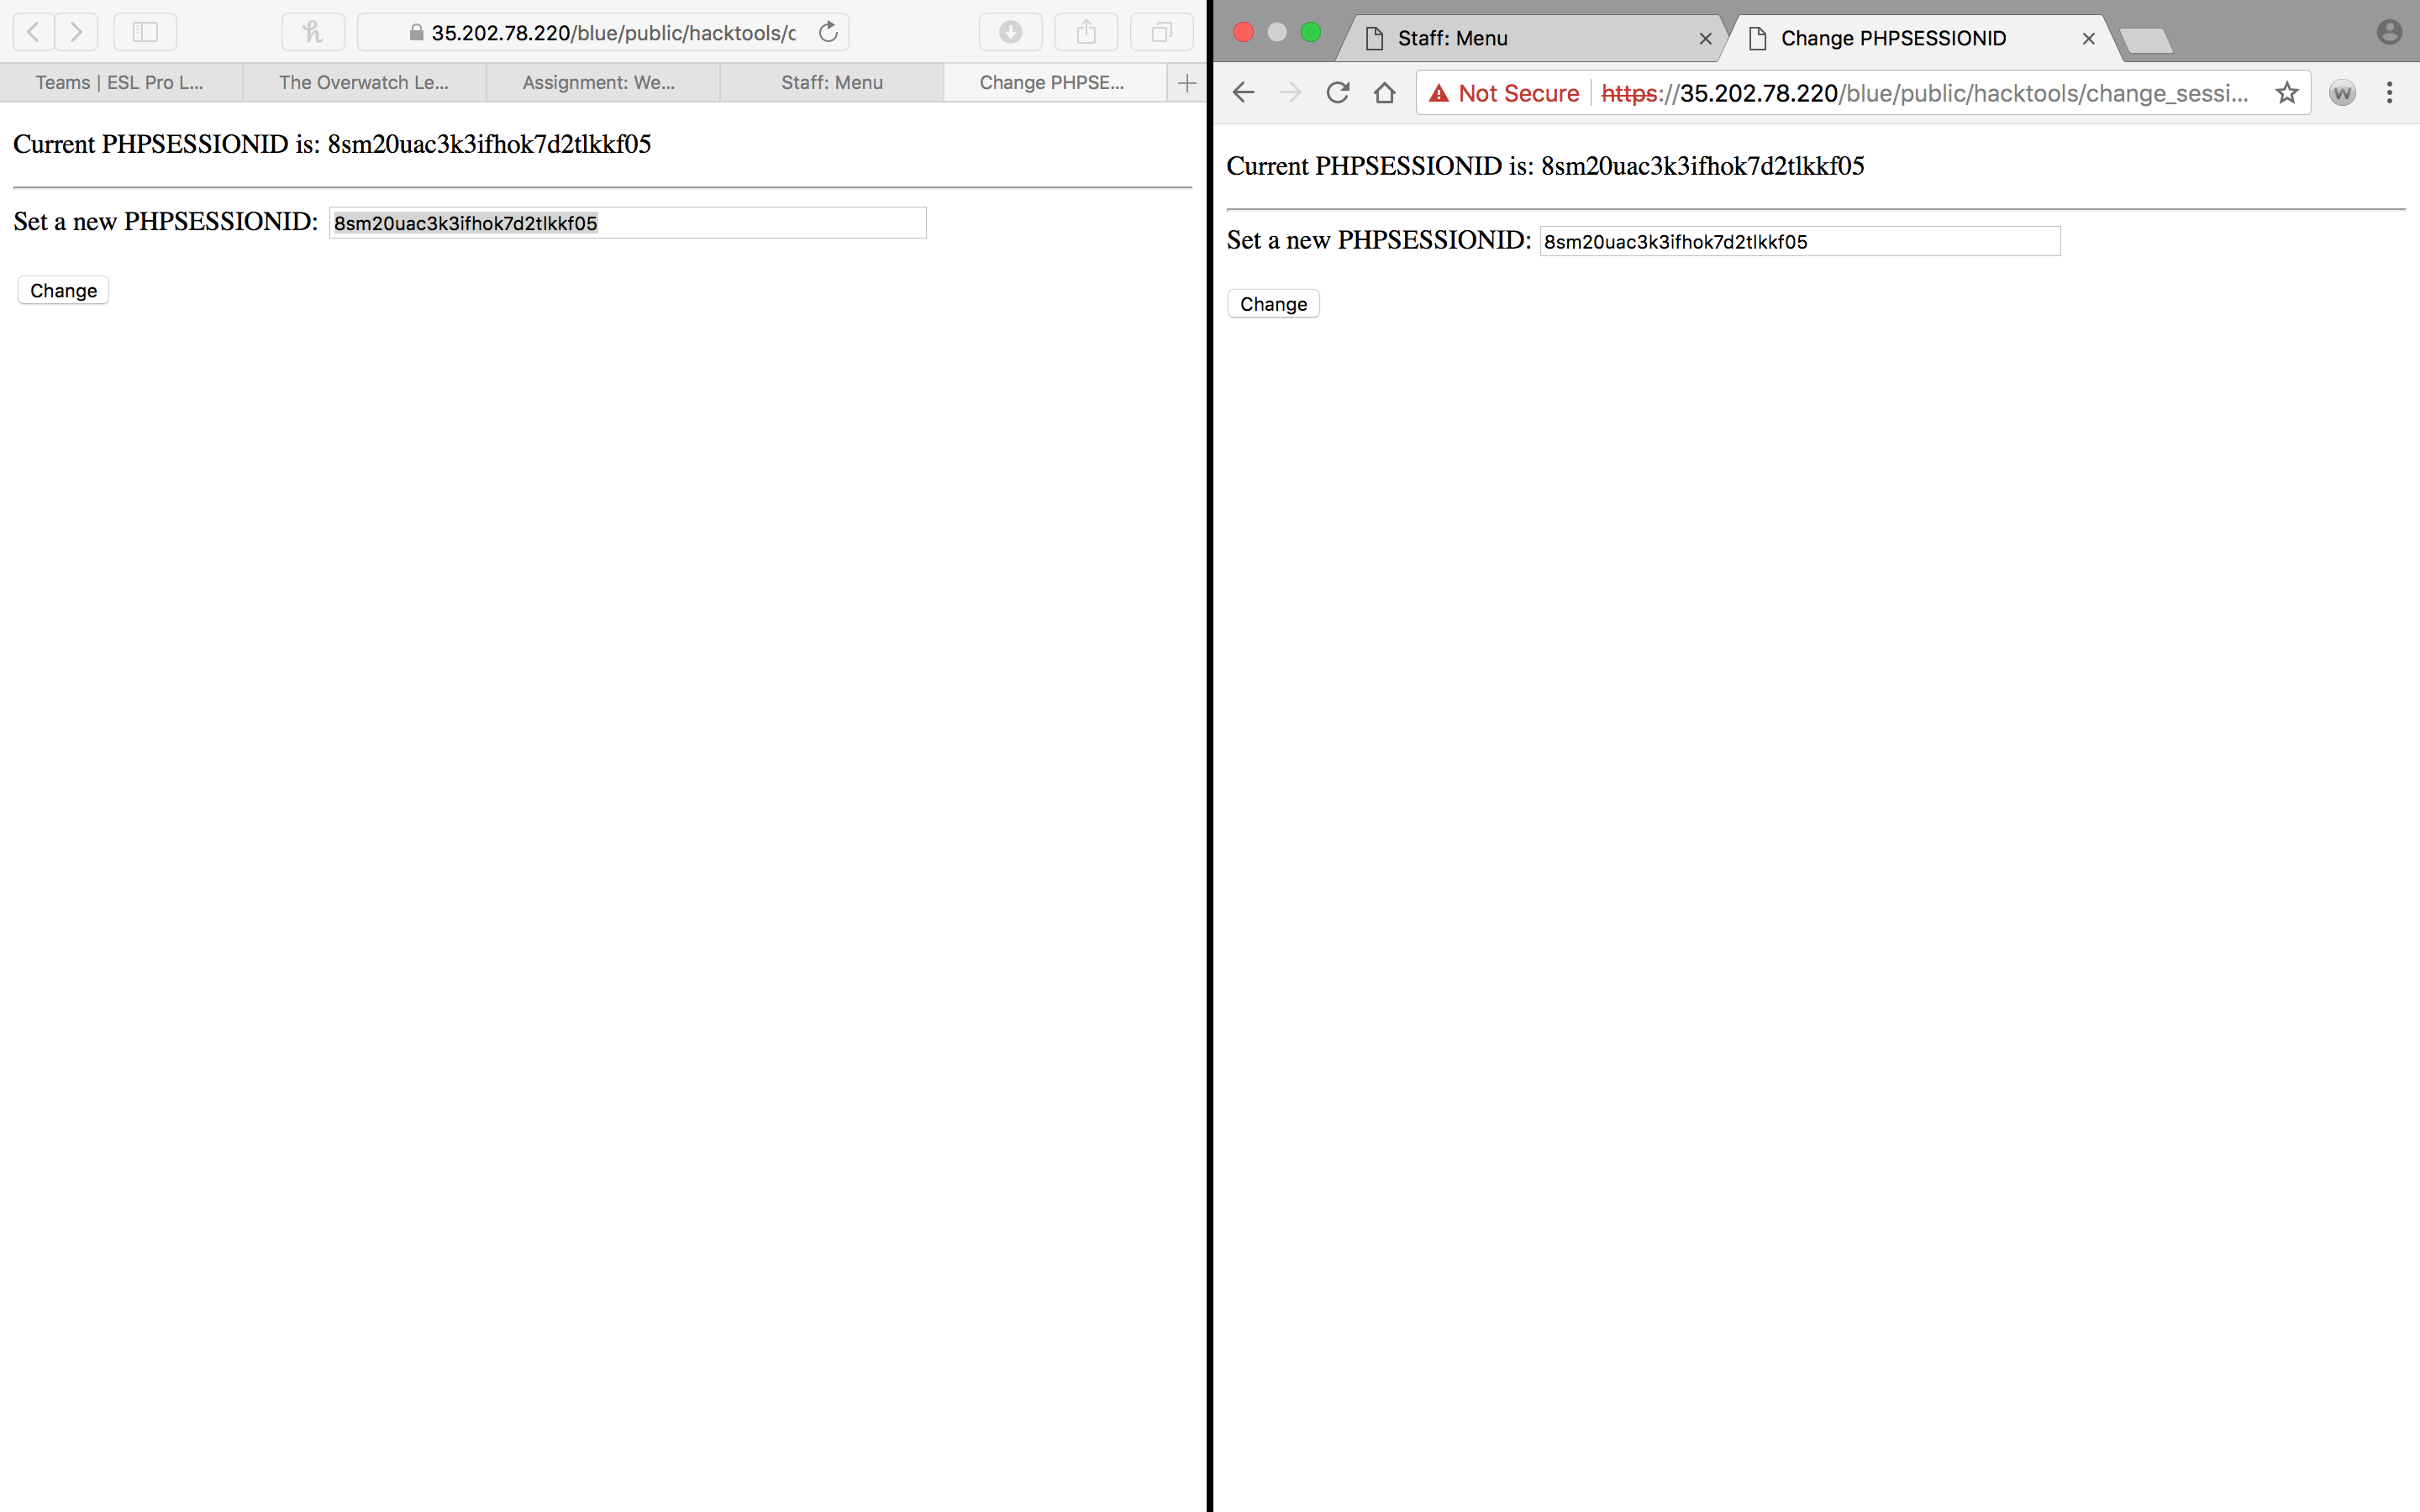 35.202.78.220/blue/public/hacktools/c
Teams | ESL Pro L...
The Overwatch Le...
Assignment: We...
Staff: Menu
Change PHPSE...
Current PHPSESSIONID is: 8sm20uac3k3ifhok7d2tlkkf05
Set a new PHPSESSIONID: 8sm20uac3k3ifhok7d2tlkkf05
Change
Staff: Menu
Change PHPSESSIONID
Not Secure https://35.202.78.220/blue/public/hacktools/change_sessi...
Current PHPSESSIONID is: 8sm20uac3k3ifhok7d2tlkkf05
Set a new PHPSESSIONID: 8sm20uac3k3ifhok7d2tlkkf05
Change